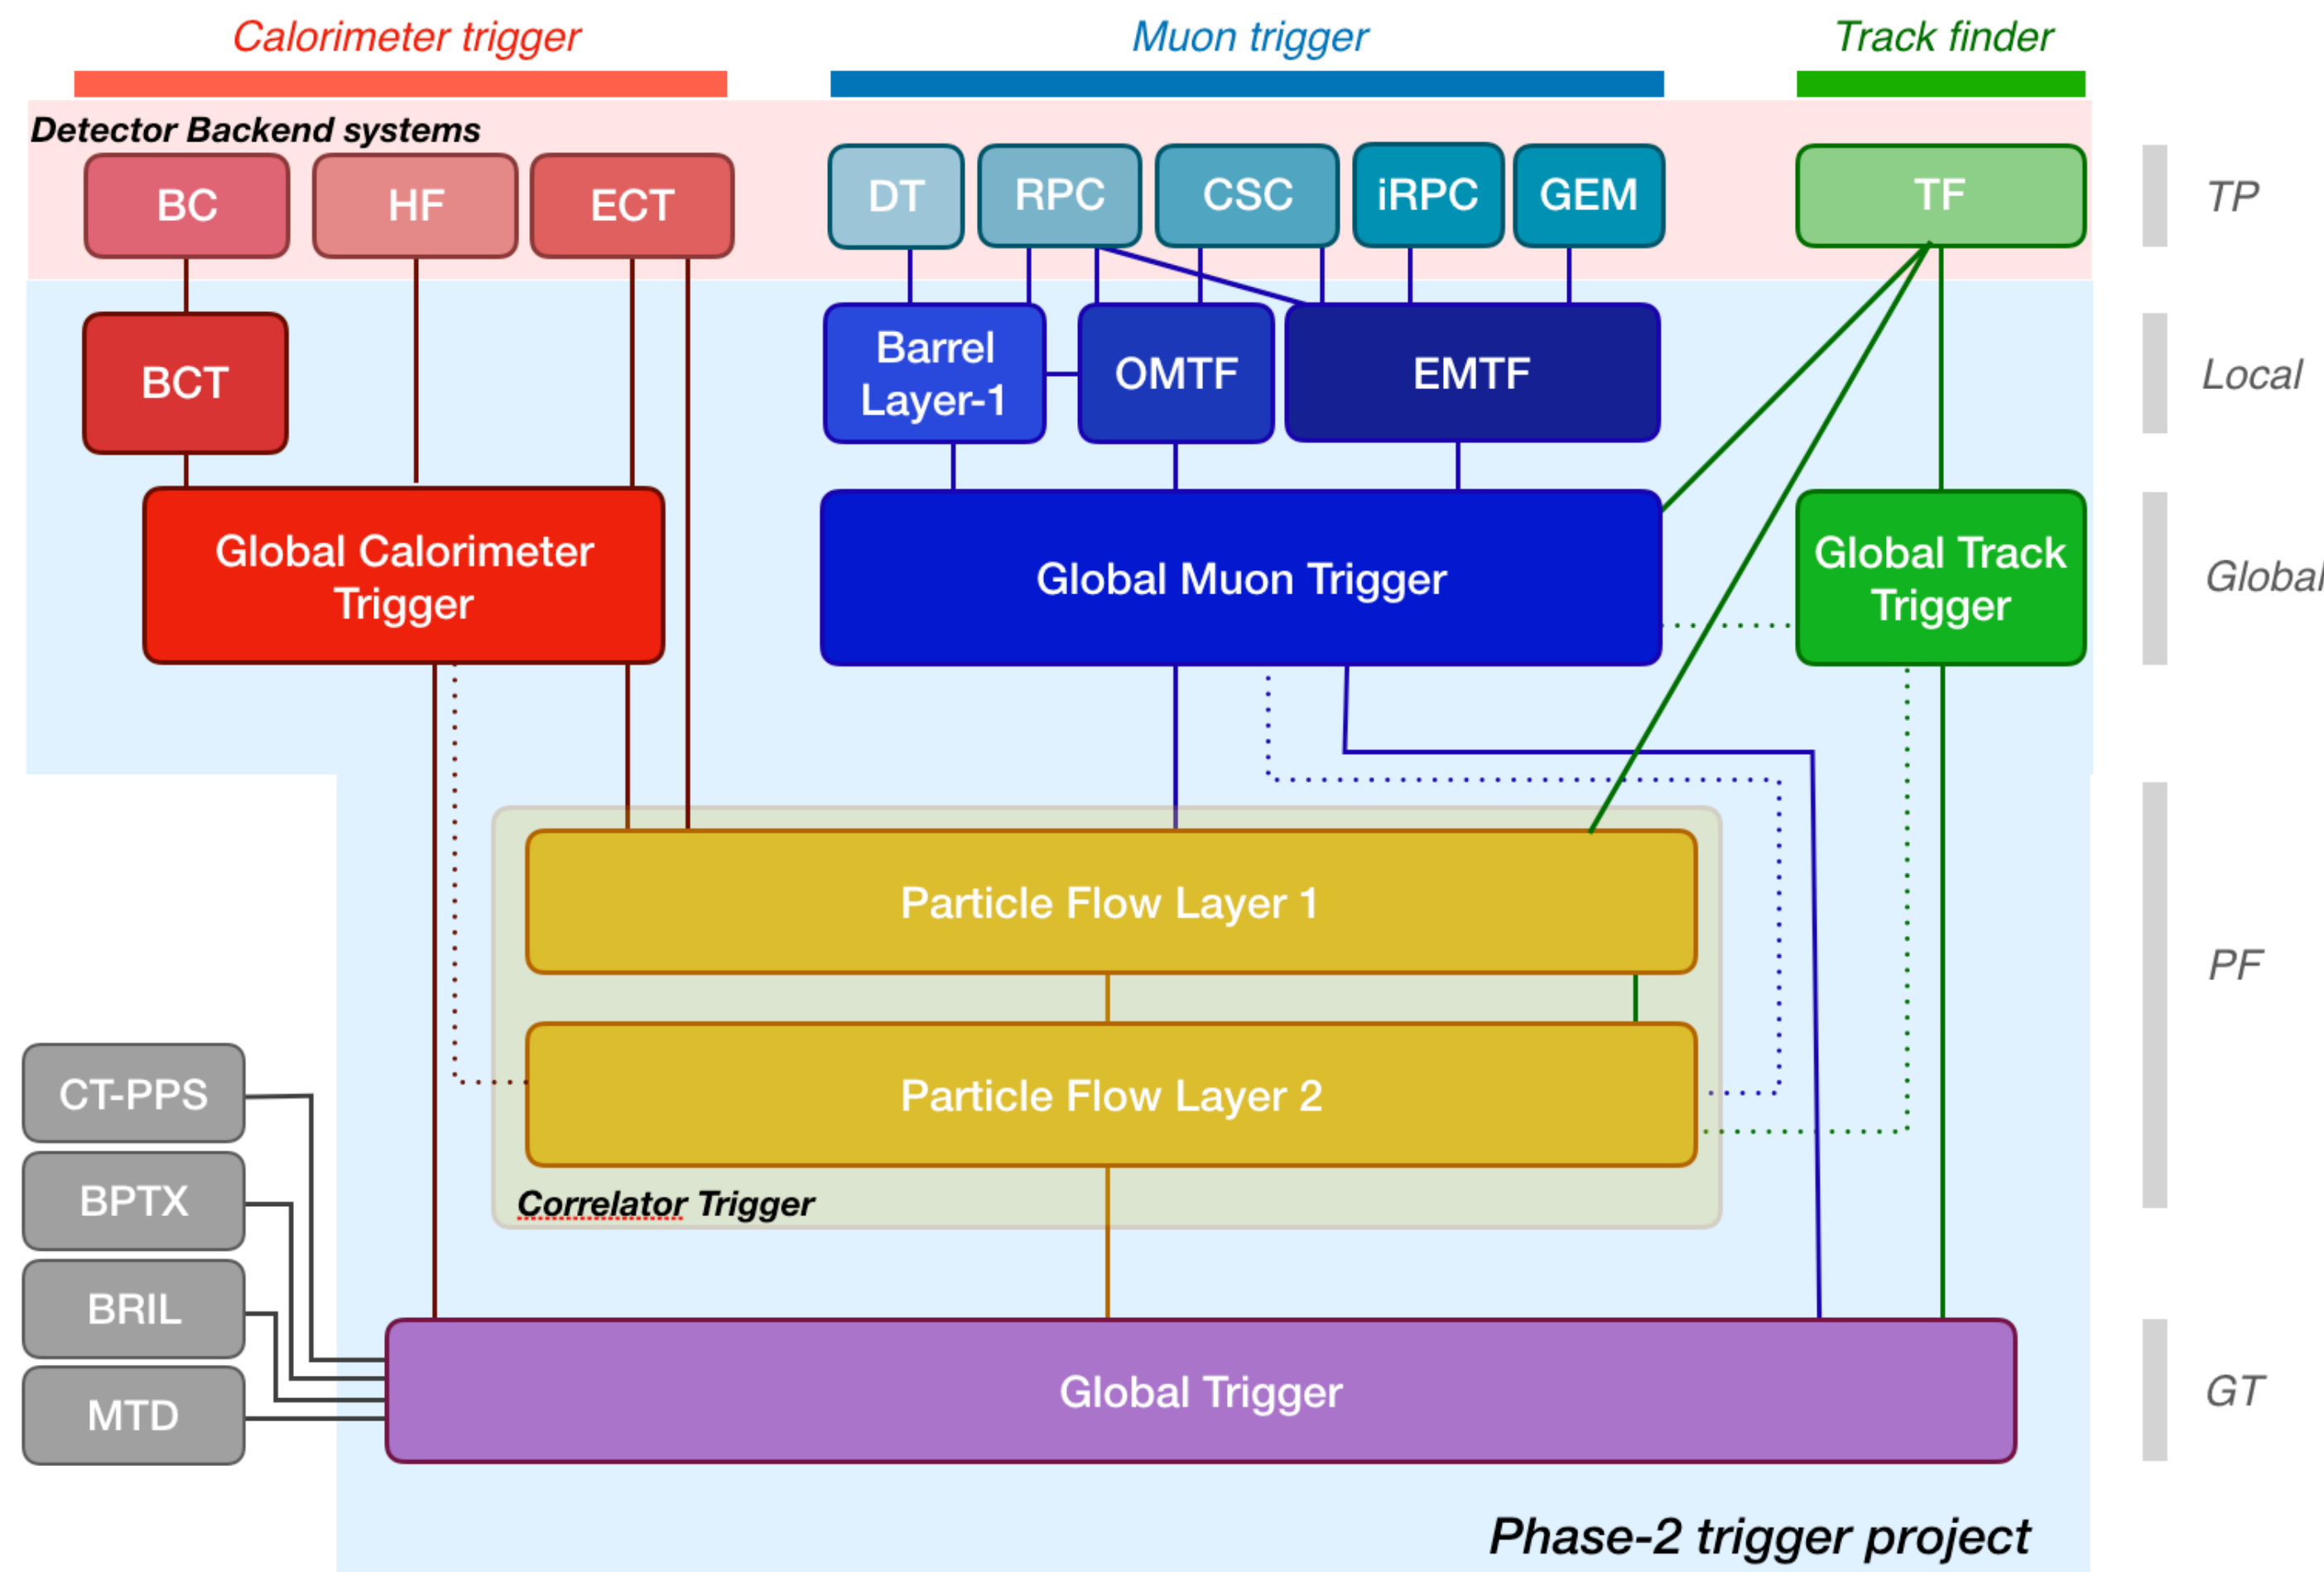 Calorimeter trigger
Muon trigger
Track finder
Detector Backend systems
BC
HF
ECT
DT
RPC
CSC
iRPC
GEM
TF
TP
BCT
Barrel
Layer-1
OMTF
EMTF
Local
Global Calorimeter
Trigger
Global Muon Trigger
Global Track
Trigger
Global
Particle Flow Layer 1
PF
Particle Flow Layer 2
Correlator Trigger
CT-PPS
BPTX
BRIL
MTD
Global Trigger
GT
Phase-2 trigger project